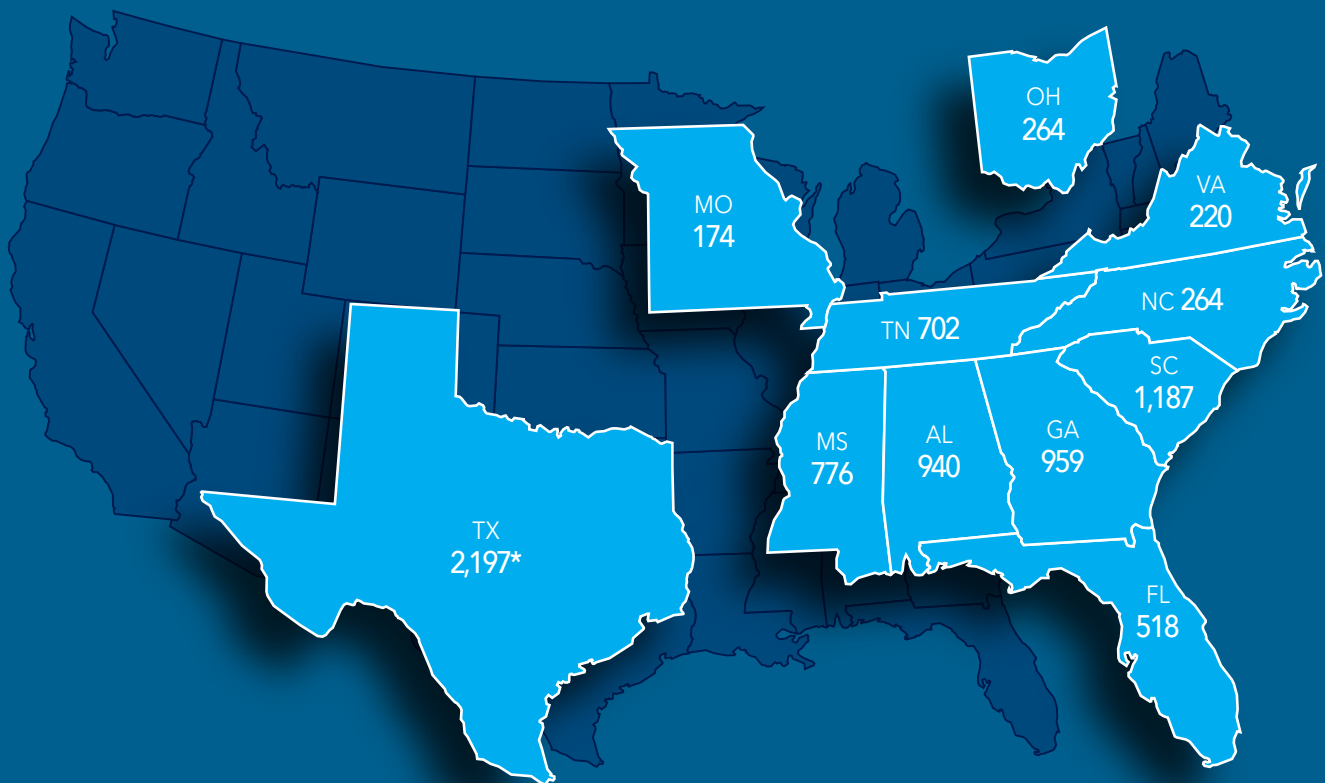 OH
264
VA
220
MO
174
NC 264
TN 702
SC
1,187
MS
776
AL
940
GA
959
TX
2,197*
FL
518